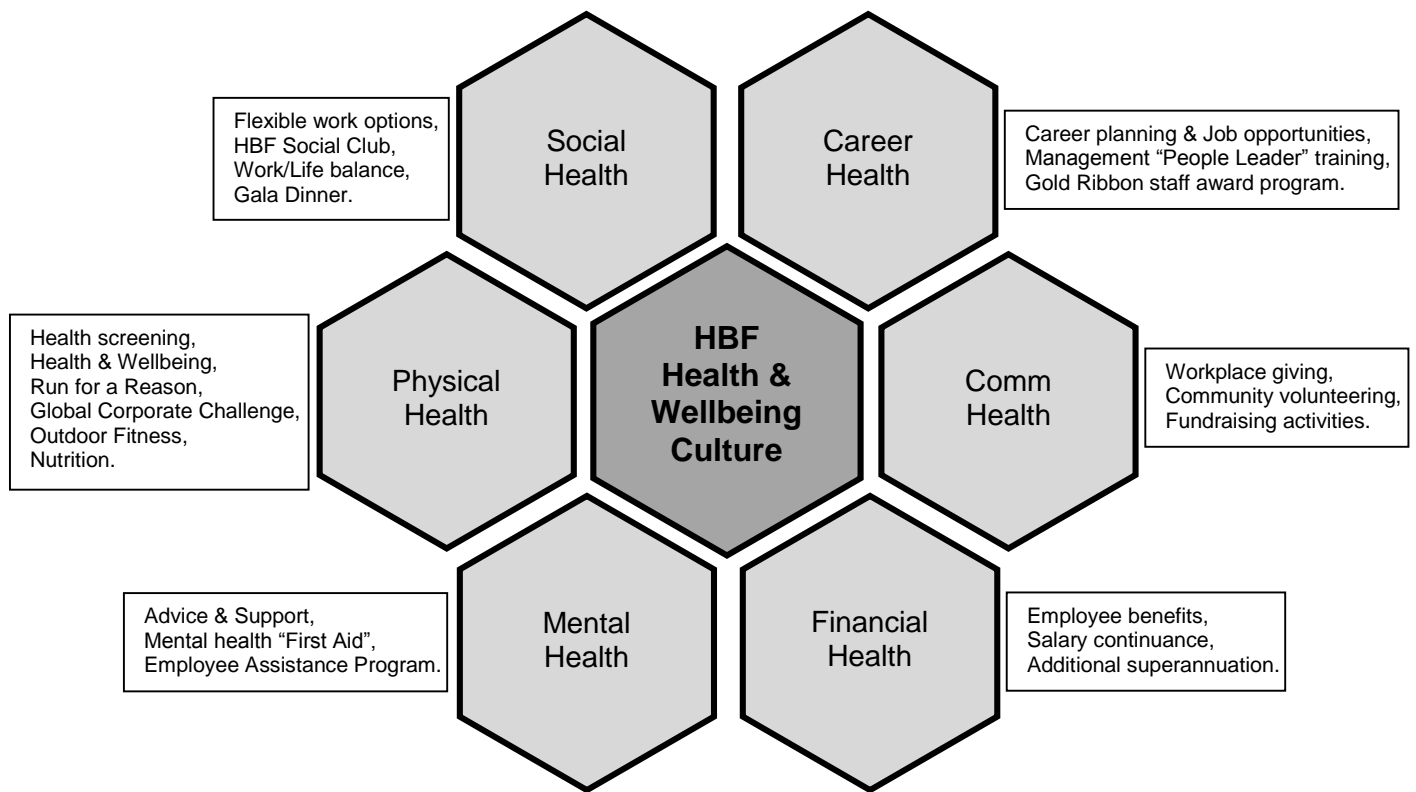 Social
Health
Career
Health
Flexible work options,
HBF Social Club,
Work/Life balance,
Gala Dinner.
Career planning & Job opportunities,
Management “People Leader” training,
Gold Ribbon staff award program.
Health screening,
Health & Wellbeing,
Run for a Reason,
Global Corporate Challenge,
Outdoor Fitness,
Nutrition.
Physical
Health
HBF
Health &
Wellbeing
Culture
Comm
Health
Workplace giving,
Community volunteering,
Fundraising activities.
Advice & Support,
Mental health “First Aid”,
Employee Assistance Program.
Mental
Health
Financial
Health
Employee benefits,
Salary continuance,
Additional superannuation.